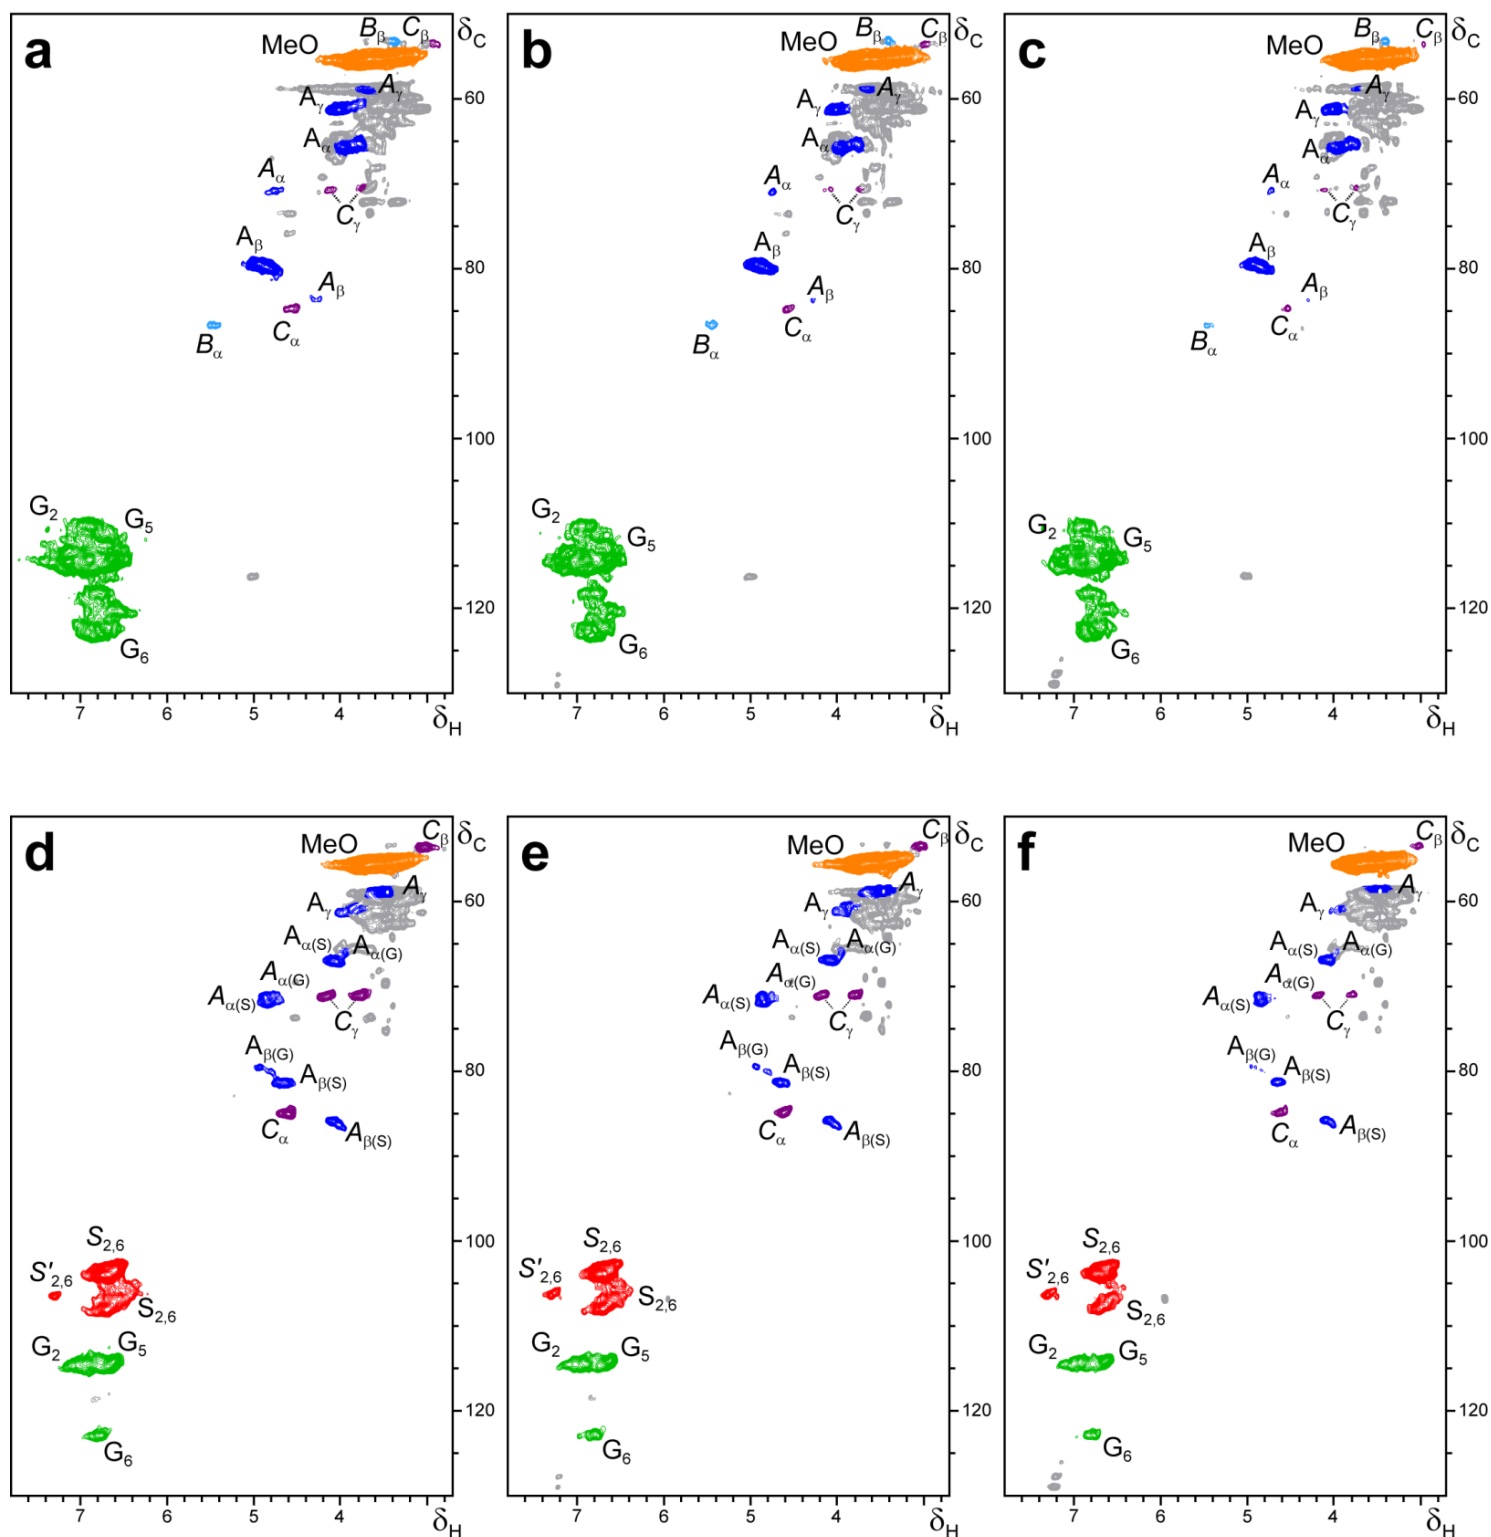 a
MeO
Bβ
Cβ
δC
Aγ
Aγ
60
Aα
Aα
Cγ
Aβ
80
Aβ
Cα
Bα
100
G2
G5
120
G6
7
6
5
4
δH
b
MeO
Bβ
Cβ
δC
Aγ
Aγ
60
Aα
Aα
Cγ
Aβ
80
Aβ
Cα
Bα
100
G2
G5
120
G6
7
6
5
4
δH
c
MeO
Bβ
Cβ
δC
Aγ
Aγ
60
Aα
Aα
Cγ
Aβ
80
Aβ
Cα
Bα
100
G2
G5
120
G6
7
6
5
4
δH
d
MeO
Cβ
δC
Aγ
60
Aγ
Aα(S)
Aα(G)
Aα(G)
Aα(S)
Cγ
Aβ(G)
Aβ(S)
80
Cα
Aβ(S)
S2,6
100
S'2,6
S2,6
G2
G5
120
G6
7
6
5
4
δH
e
MeO
Cβ
δC
Aγ
60
Aγ
Aα(S)
Aα(G)
Aα(G)
Aα(S)
Cγ
Aβ(G)
Aβ(S)
80
Cα
Aβ(S)
S2,6
100
S'2,6
S2,6
G2
G5
120
G6
7
6
5
4
δH
f
MeO
Cβ
δC
Aγ
60
Aγ
Aα(S)
Aα(G)
Aα(G)
Aα(S)
Cγ
Aβ(G)
Aβ(S)
80
Cα
Aβ(S)
S2,6
100
S'2,6
S2,6
G2
G5
120
G6
7
6
5
4
δH